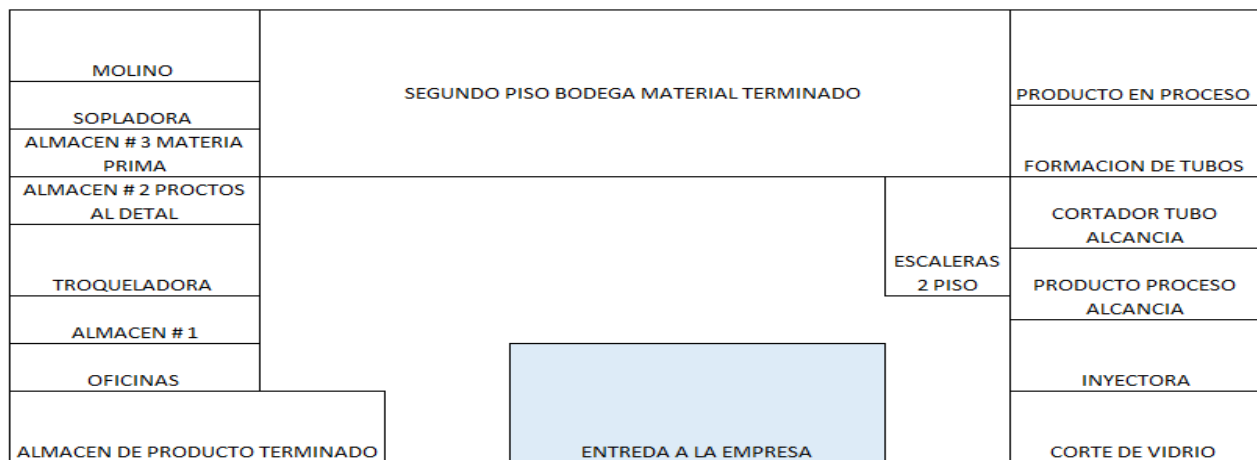 MOLINO
SOPLADORA
ALMACEN # 3 MATERIA
PRIMA
ALMACEN # 2 PROCTOS
AL DETAL
TROQUELADORA
ALMACEN # 1
OFICINAS
ALMACEN DE PRODUCTO TERMINADO
SEGUNDO PISO BODEGA MATERIAL TERMINADO
ESCALERAS
2 PISO
ENTREDA A LA EMPRESA
PRODUCTO EN PROCESO
FORMACION DE TUBOS
CORTADOR TUBO
ALCANCIA
PRODUCTO PROCESO
ALCANCIA
INYECTORA
CORTE DE VIDRIO